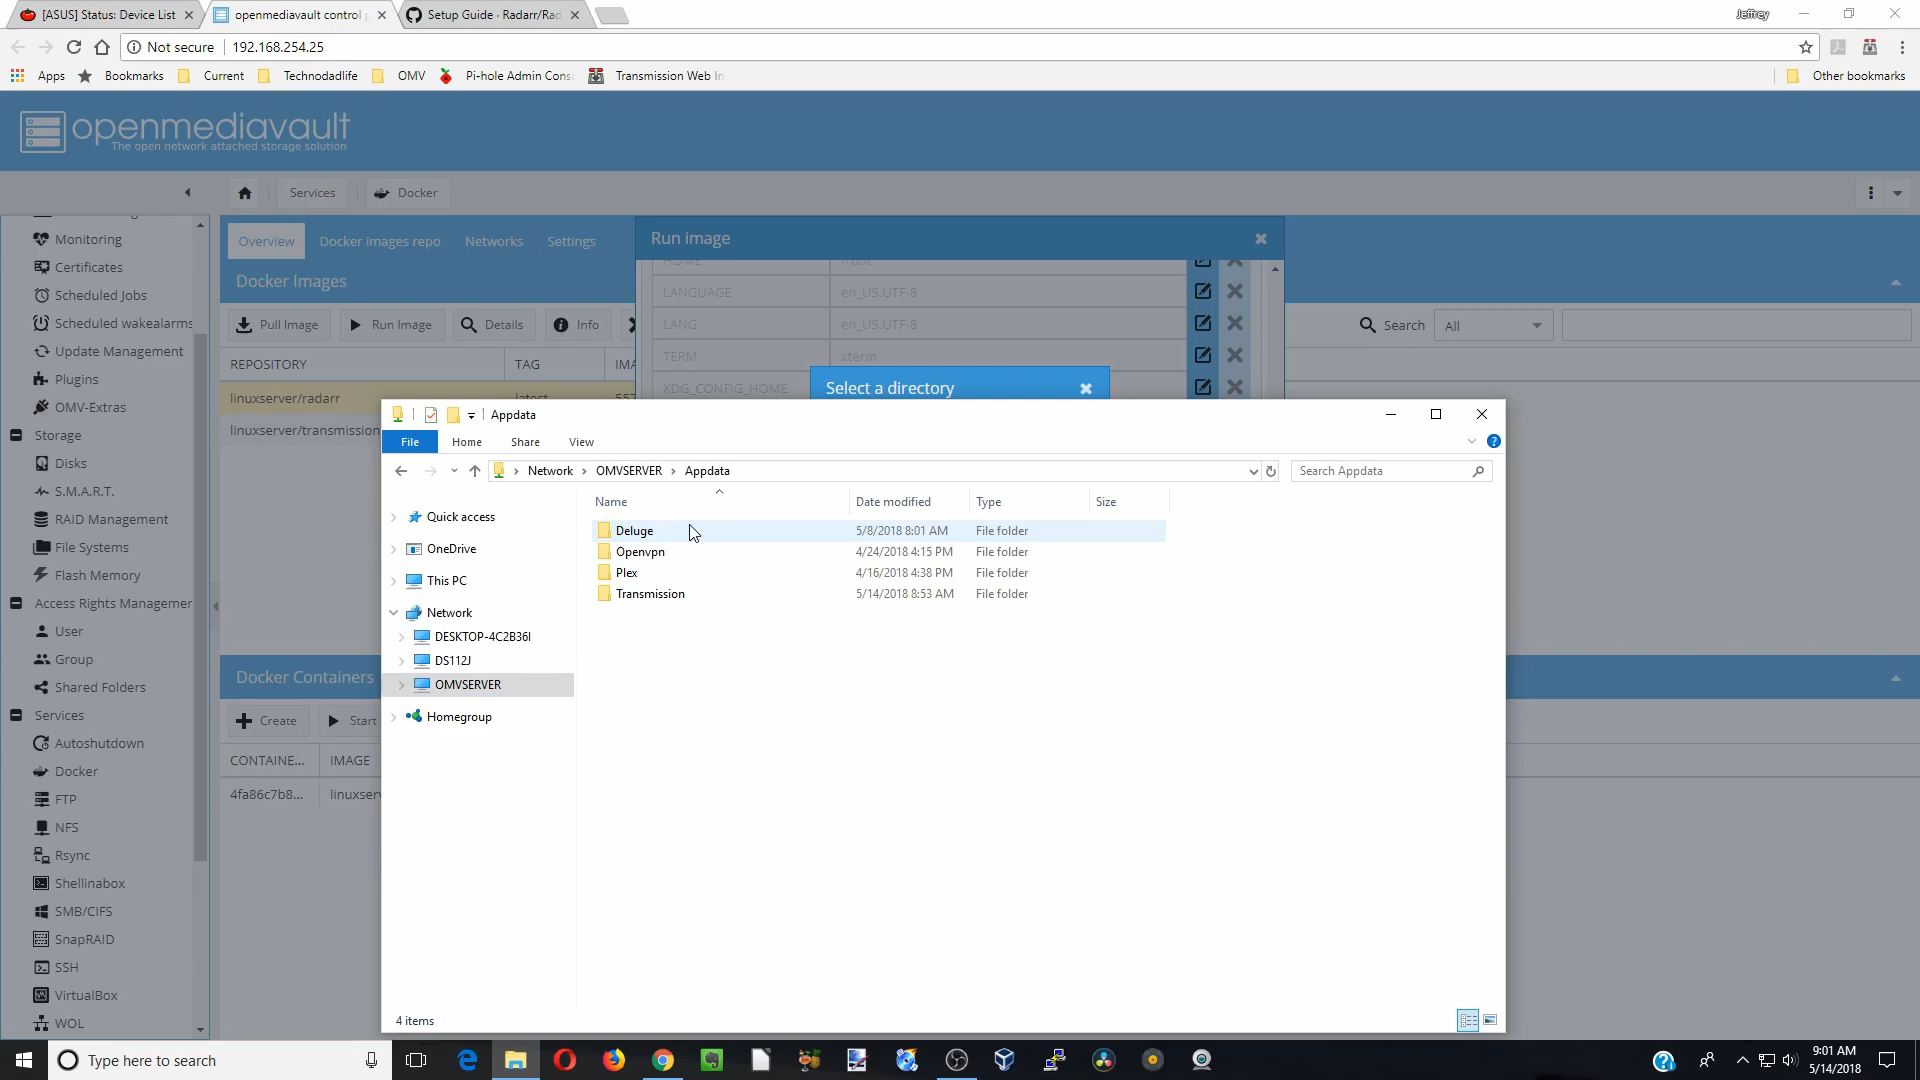 [ASUS] Status: Device List
openmediavault control p
Setup Guide · Radarr/Rad
Jeffrey
Not secure
192.168.254.25
Apps
Bookmarks
Current
Technodadlife
OMV
Pi-hole Admin Cons
Transmission Web In
Other bookmarks
openmediavault
The open network attached storage solution
Services
Docker
Monitoring
Certificates
Scheduled Jobs
Scheduled wakealarms
Update Management
Plugins
OMV-Extras
Storage
Disks
S.M.A.R.T.
RAID Management
File Systems
Flash Memory
Access Rights Managemen
User
Group
Shared Folders
Services
Autoshutdown
Docker
FTP
NFS
Rsync
Shellinabox
SMB/CIFS
SnapRAID
SSH
VirtualBox
WOL
Overview
Docker images repo
Networks
Settings
Docker Images
Pull Image
Run Image
Details
Info
Search
All
REPOSITORY
TAG
IMA
linuxserver/radarr
latest
557
linuxserver/transmission
Run image
HOME
/root
LANGUAGE
en_US.UTF-8
LANG
en_US.UTF-8
TERM
xterm
XDG_CONFIG_HOME
Select a directory
Docker Containers
Create
Start
CONTAINE...
IMAGE
4fa86c7b8...
linuxserv
Appdata
File
Home
Share
View
Network
OMVSERVER
Appdata
Search Appdata
Quick access
OneDrive
This PC
Network
DESKTOP-4C2B36I
DS112J
OMVSERVER
Homegroup
Name
Date modified
Type
Size
Deluge
5/8/2018 8:01 AM
File folder
Openvpn
4/24/2018 4:15 PM
File folder
Plex
4/16/2018 4:38 PM
File folder
Transmission
5/14/2018 8:53 AM
File folder
4 items
Type here to search
9:01 AM
5/14/2018